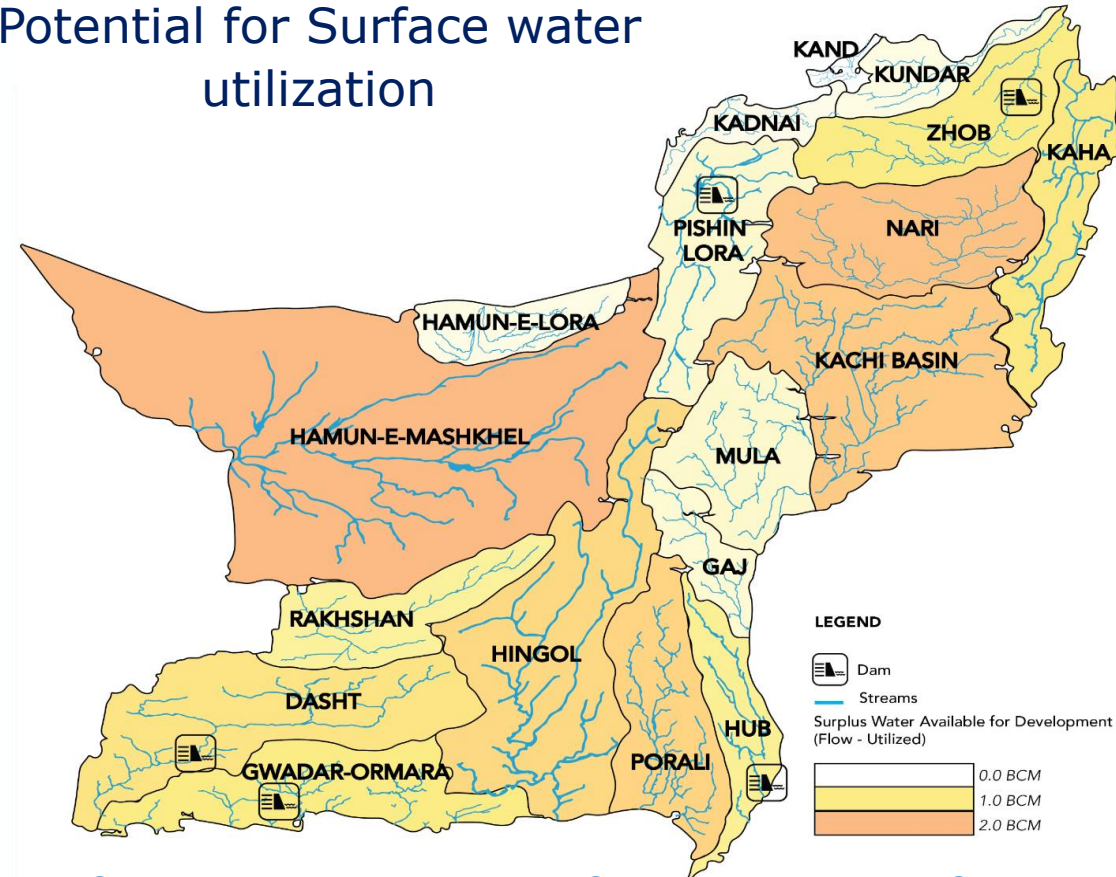 Potential for Surface water
utilization
KAND
KUNDAR
KADNAI
ZHOB
KAHA
PISHIN
LORA
NARI
HAMUN-E-LORA
KACHI BASIN
HAMUN-E-MASHKHEL
MULA
GAJ
RAKHSHAN
HINGOL
DASHT
HUB
PORALI
GWADAR-ORMARA
LEGEND
Dam
Streams
Surplus Water Available for Development
(Flow - Utilized)
0.0 BCM
1.0 BCM
2.0 BCM